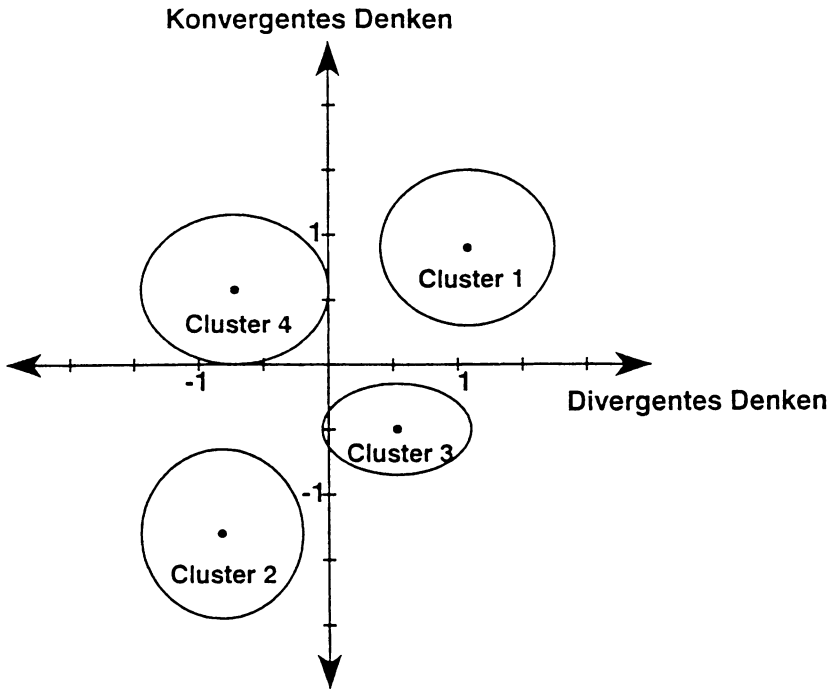 Konvergentes Denken
1
Cluster 1
Cluster 4
-1
1
Divergentes Denken
Cluster 3
-1
Cluster 2